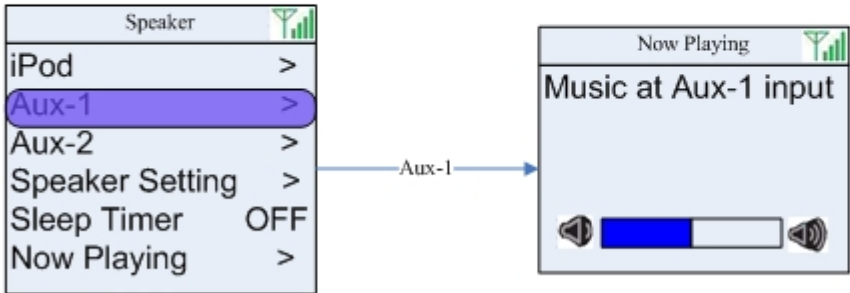 Speaker
iPod >
Aux-1 >
Aux-2 >
Speaker Setting >
Sleep Timer OFF
Now Playing >
Aux-1
Now Playing
Music at Aux-1 input